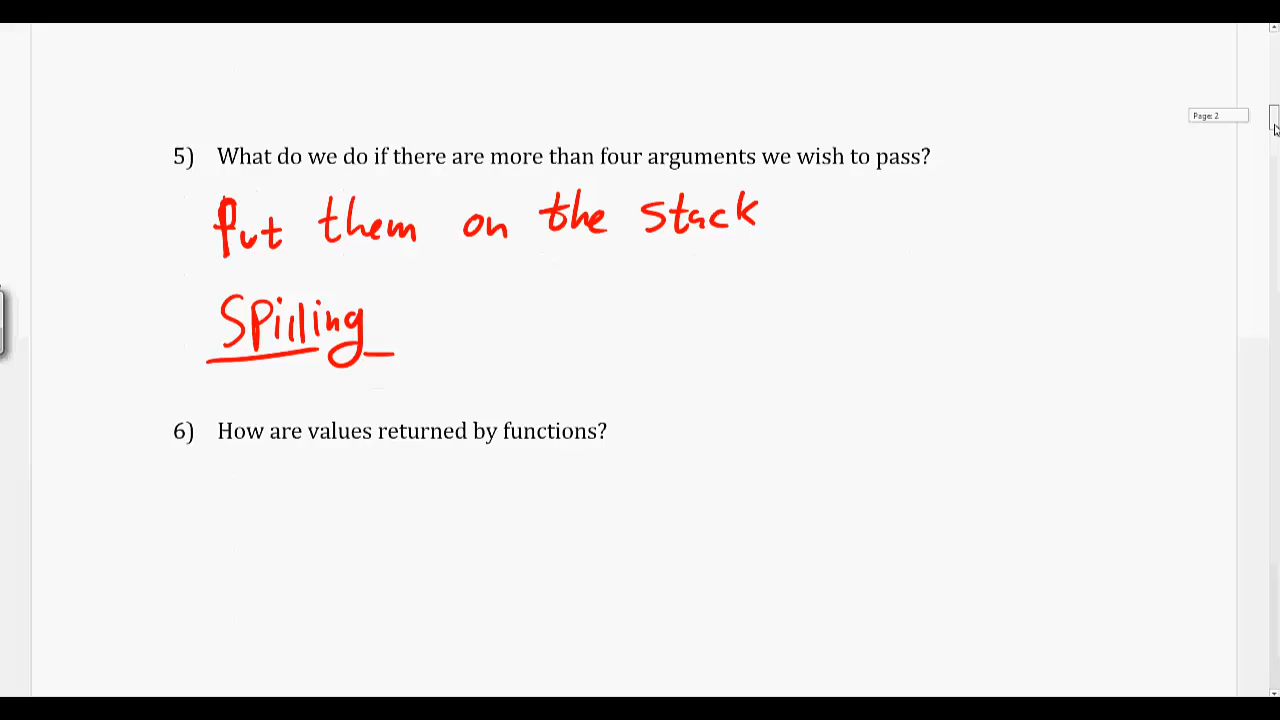 Page: 2
5) What do we do if there are more than four arguments we wish to pass?
Put them on the stack
Spilling
6) How are values returned by functions?